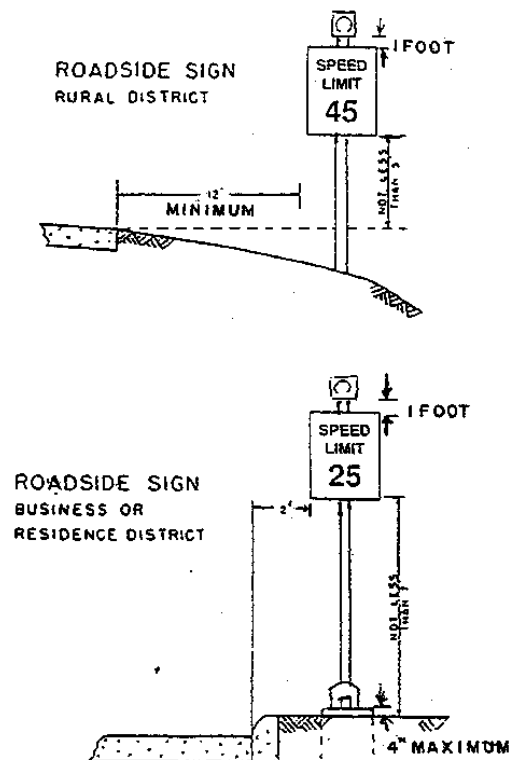 1 FOOT
ROADSIDE SIGN
RURAL DISTRICT
SPEED
LIMIT
45
NOT LESS
THAN 5
12'
MINIMUM
1 FOOT
SPEED
LIMIT
25
ROADSIDE SIGN
BUSINESS OR
RESIDENCE DISTRICT
2'
NOT LESS
THAN 7
4" MAXIMUM